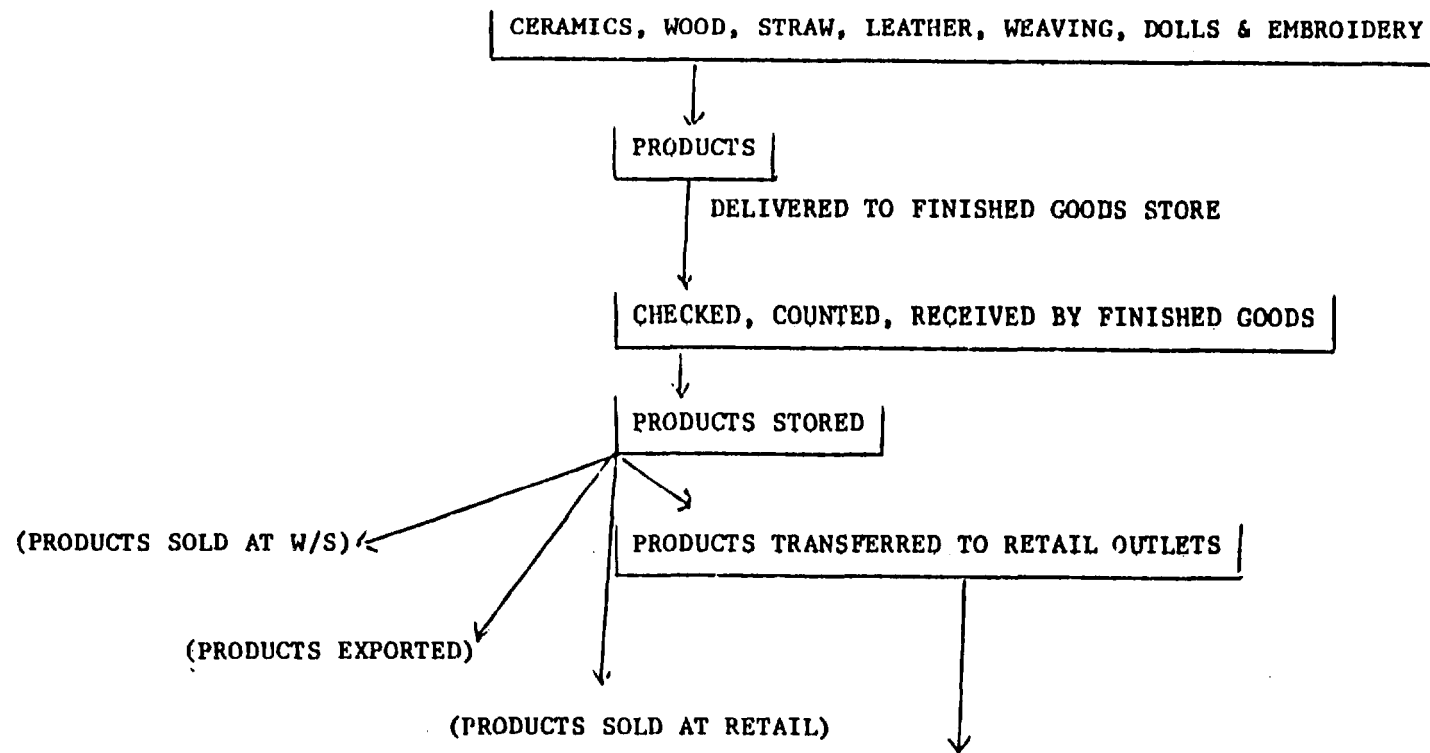 CERAMICS, WOOD, STRAW, LEATHER, WEAVING, DOLLS & EMBROIDERY
PRODUCTS
DELIVERED TO FINISHED GOODS STORE
CHECKED, COUNTED, RECEIVED BY FINISHED GOODS
PRODUCTS STORED
(PRODUCTS SOLD AT W/S)
PRODUCTS TRANSFERRED TO RETAIL OUTLETS
(PRODUCTS EXPORTED)
(PRODUCTS SOLD AT RETAIL)